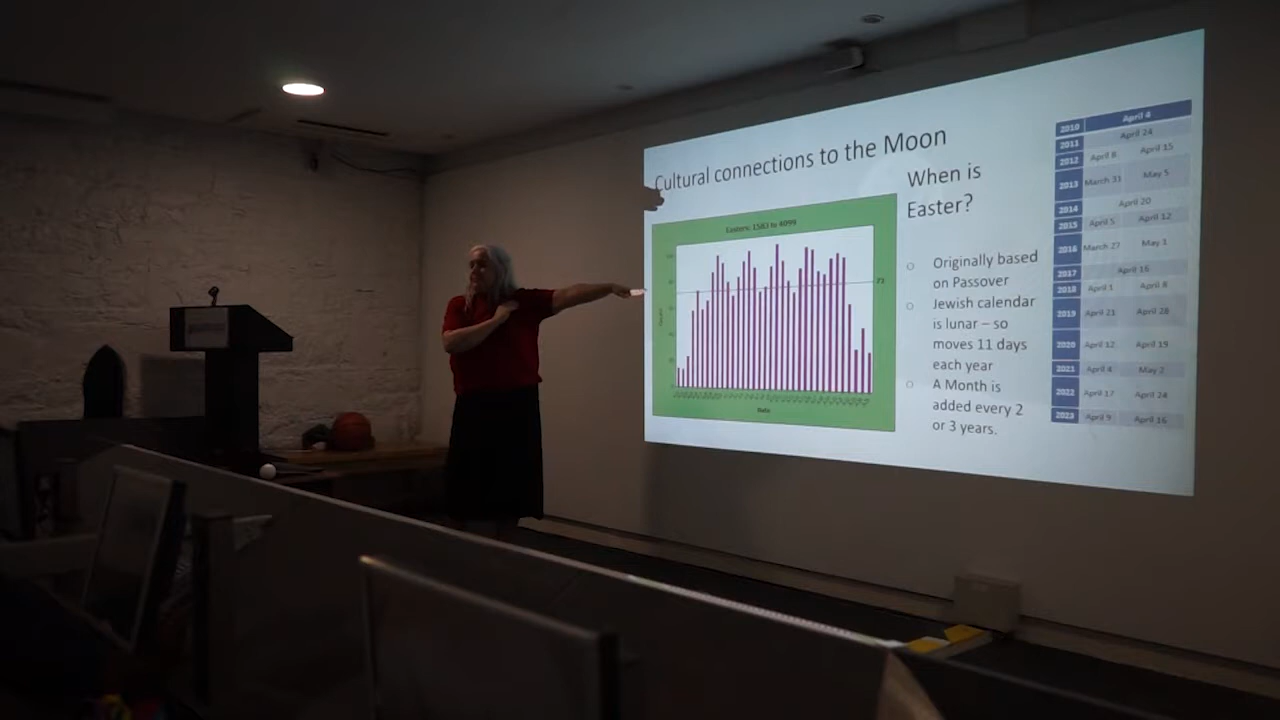 Cultural connections to the Moon
Easters: 1583 to 4099
Date
72
When is
Easter?
Originally based
on Passover
Jewish calendar
is lunar – so
moves 11 days
each year
A Month is
added every 2
or 3 years.
2010 April 4
2011 April 24
2012 April 8 April 15
2013 March 31 May 5
2014 April 20
2015 April 5 April 12
2016 March 27 May 1
2017 April 16
2018 April 1 April 8
2019 April 21 April 28
2020 April 12 April 19
2021 April 4 May 2
2022 April 17 April 24
2023 April 9 April 16